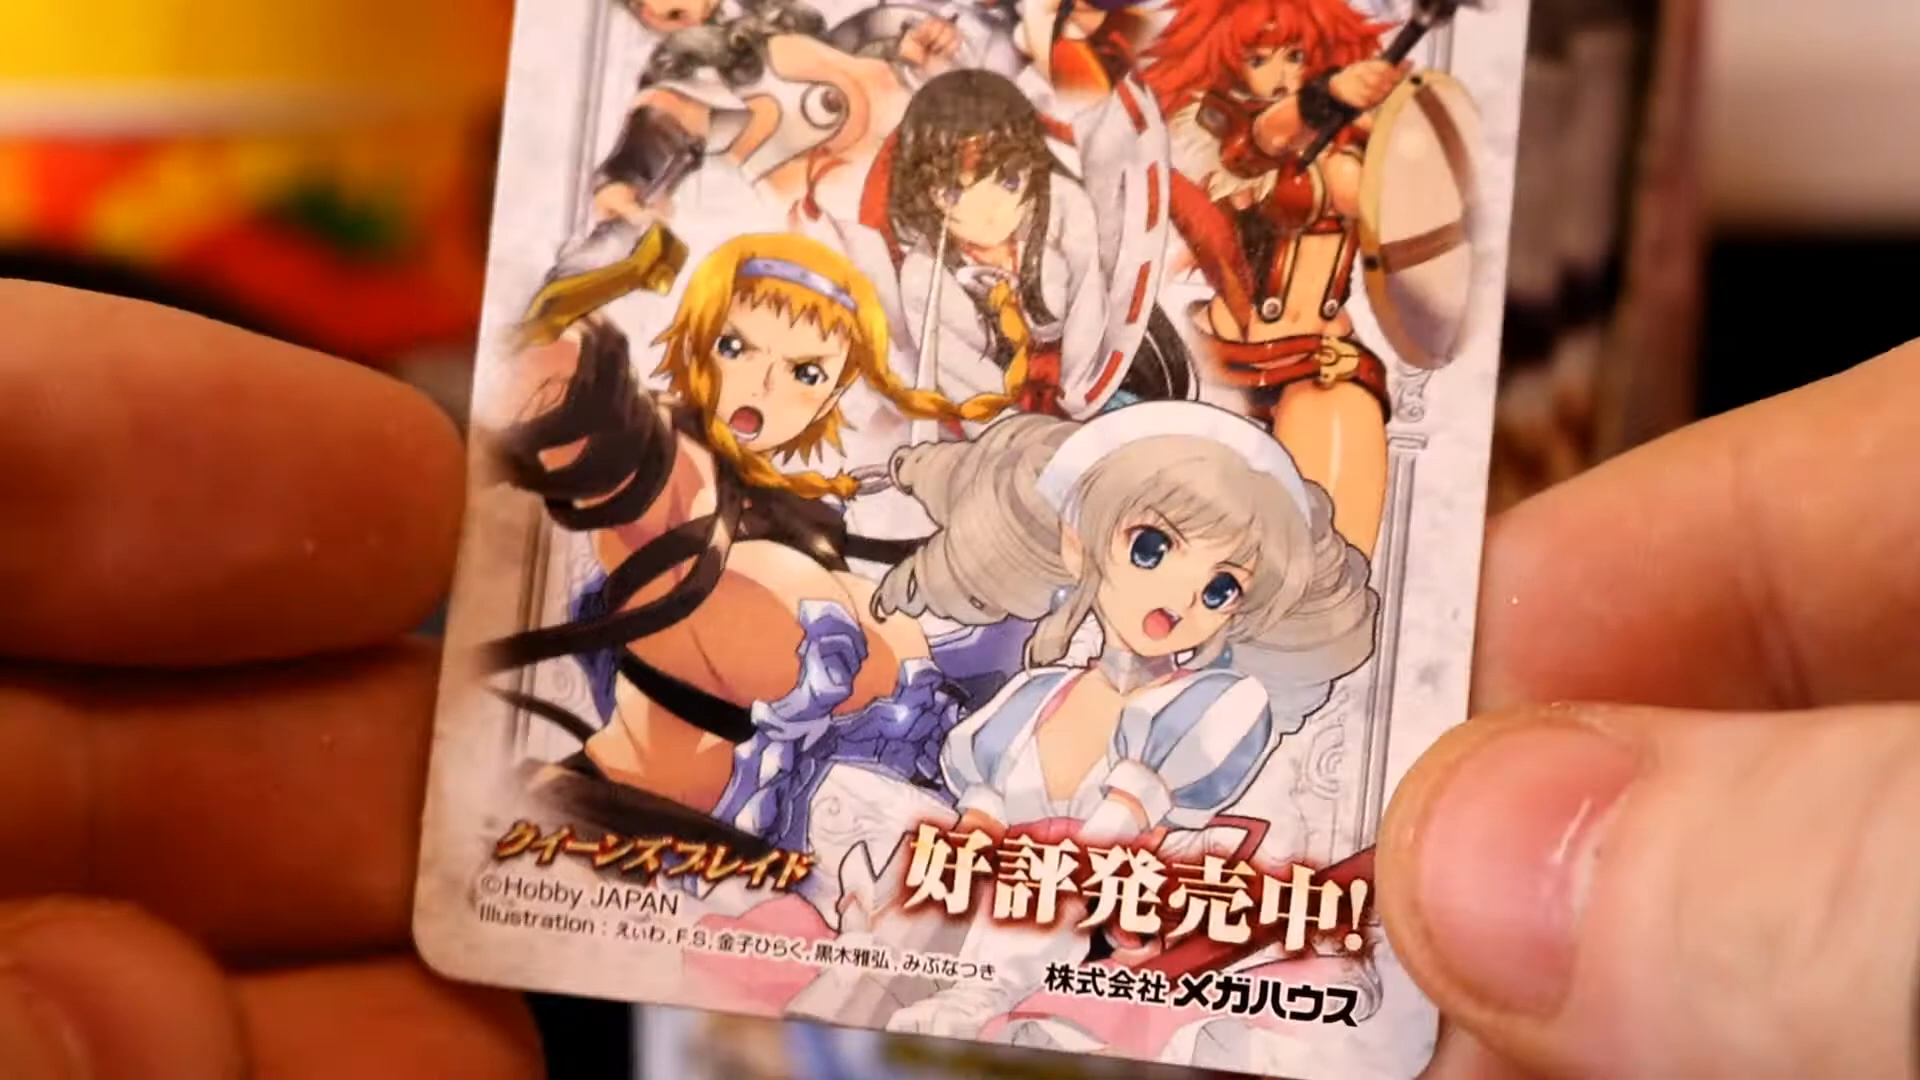 クイーンズブレイド
©Hobby JAPAN
Illustration：えぃわ, F.S, 金子ひらく, 黒木雅弘, みぶなつき
好評発売中!
株式会社メガハウス